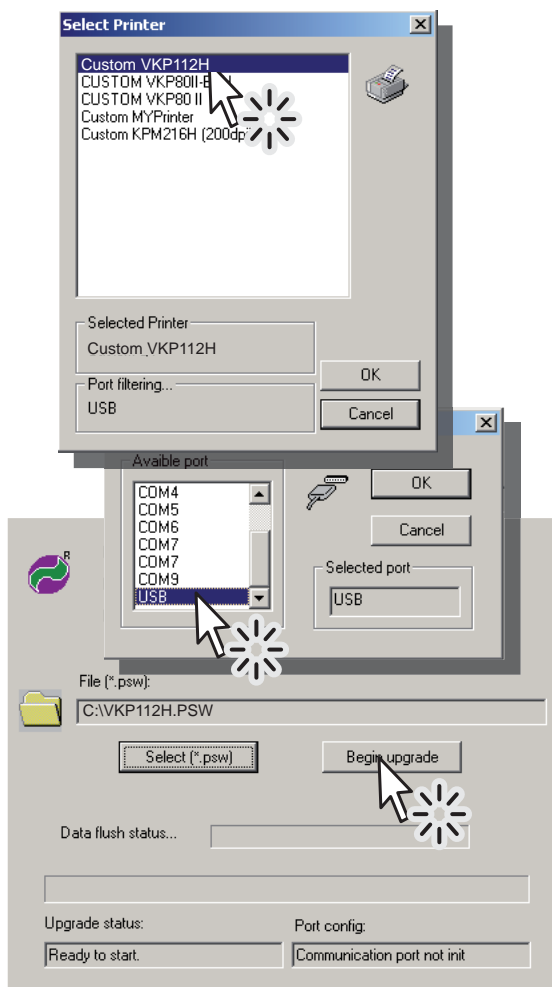 Select Printer
Custom VKP112H
CUSTOM VKP80II-
CUSTOM VKP80 II
Custom MYPrinter
Custom KPM216H (200dpi
Selected Printer
Custom VKP112H
Port filtering...
USB
OK
Cancel
Avaible port
COM4
COM5
COM6
COM7
COM7
COM9
USB
OK
Cancel
Selected port
USB
R
File (*.psw):
C:\VKP112H.PSW
Select (*.psw)
Begin upgrade
Data flush status...
Upgrade status:
Ready to start.
Port config:
Communication port not init